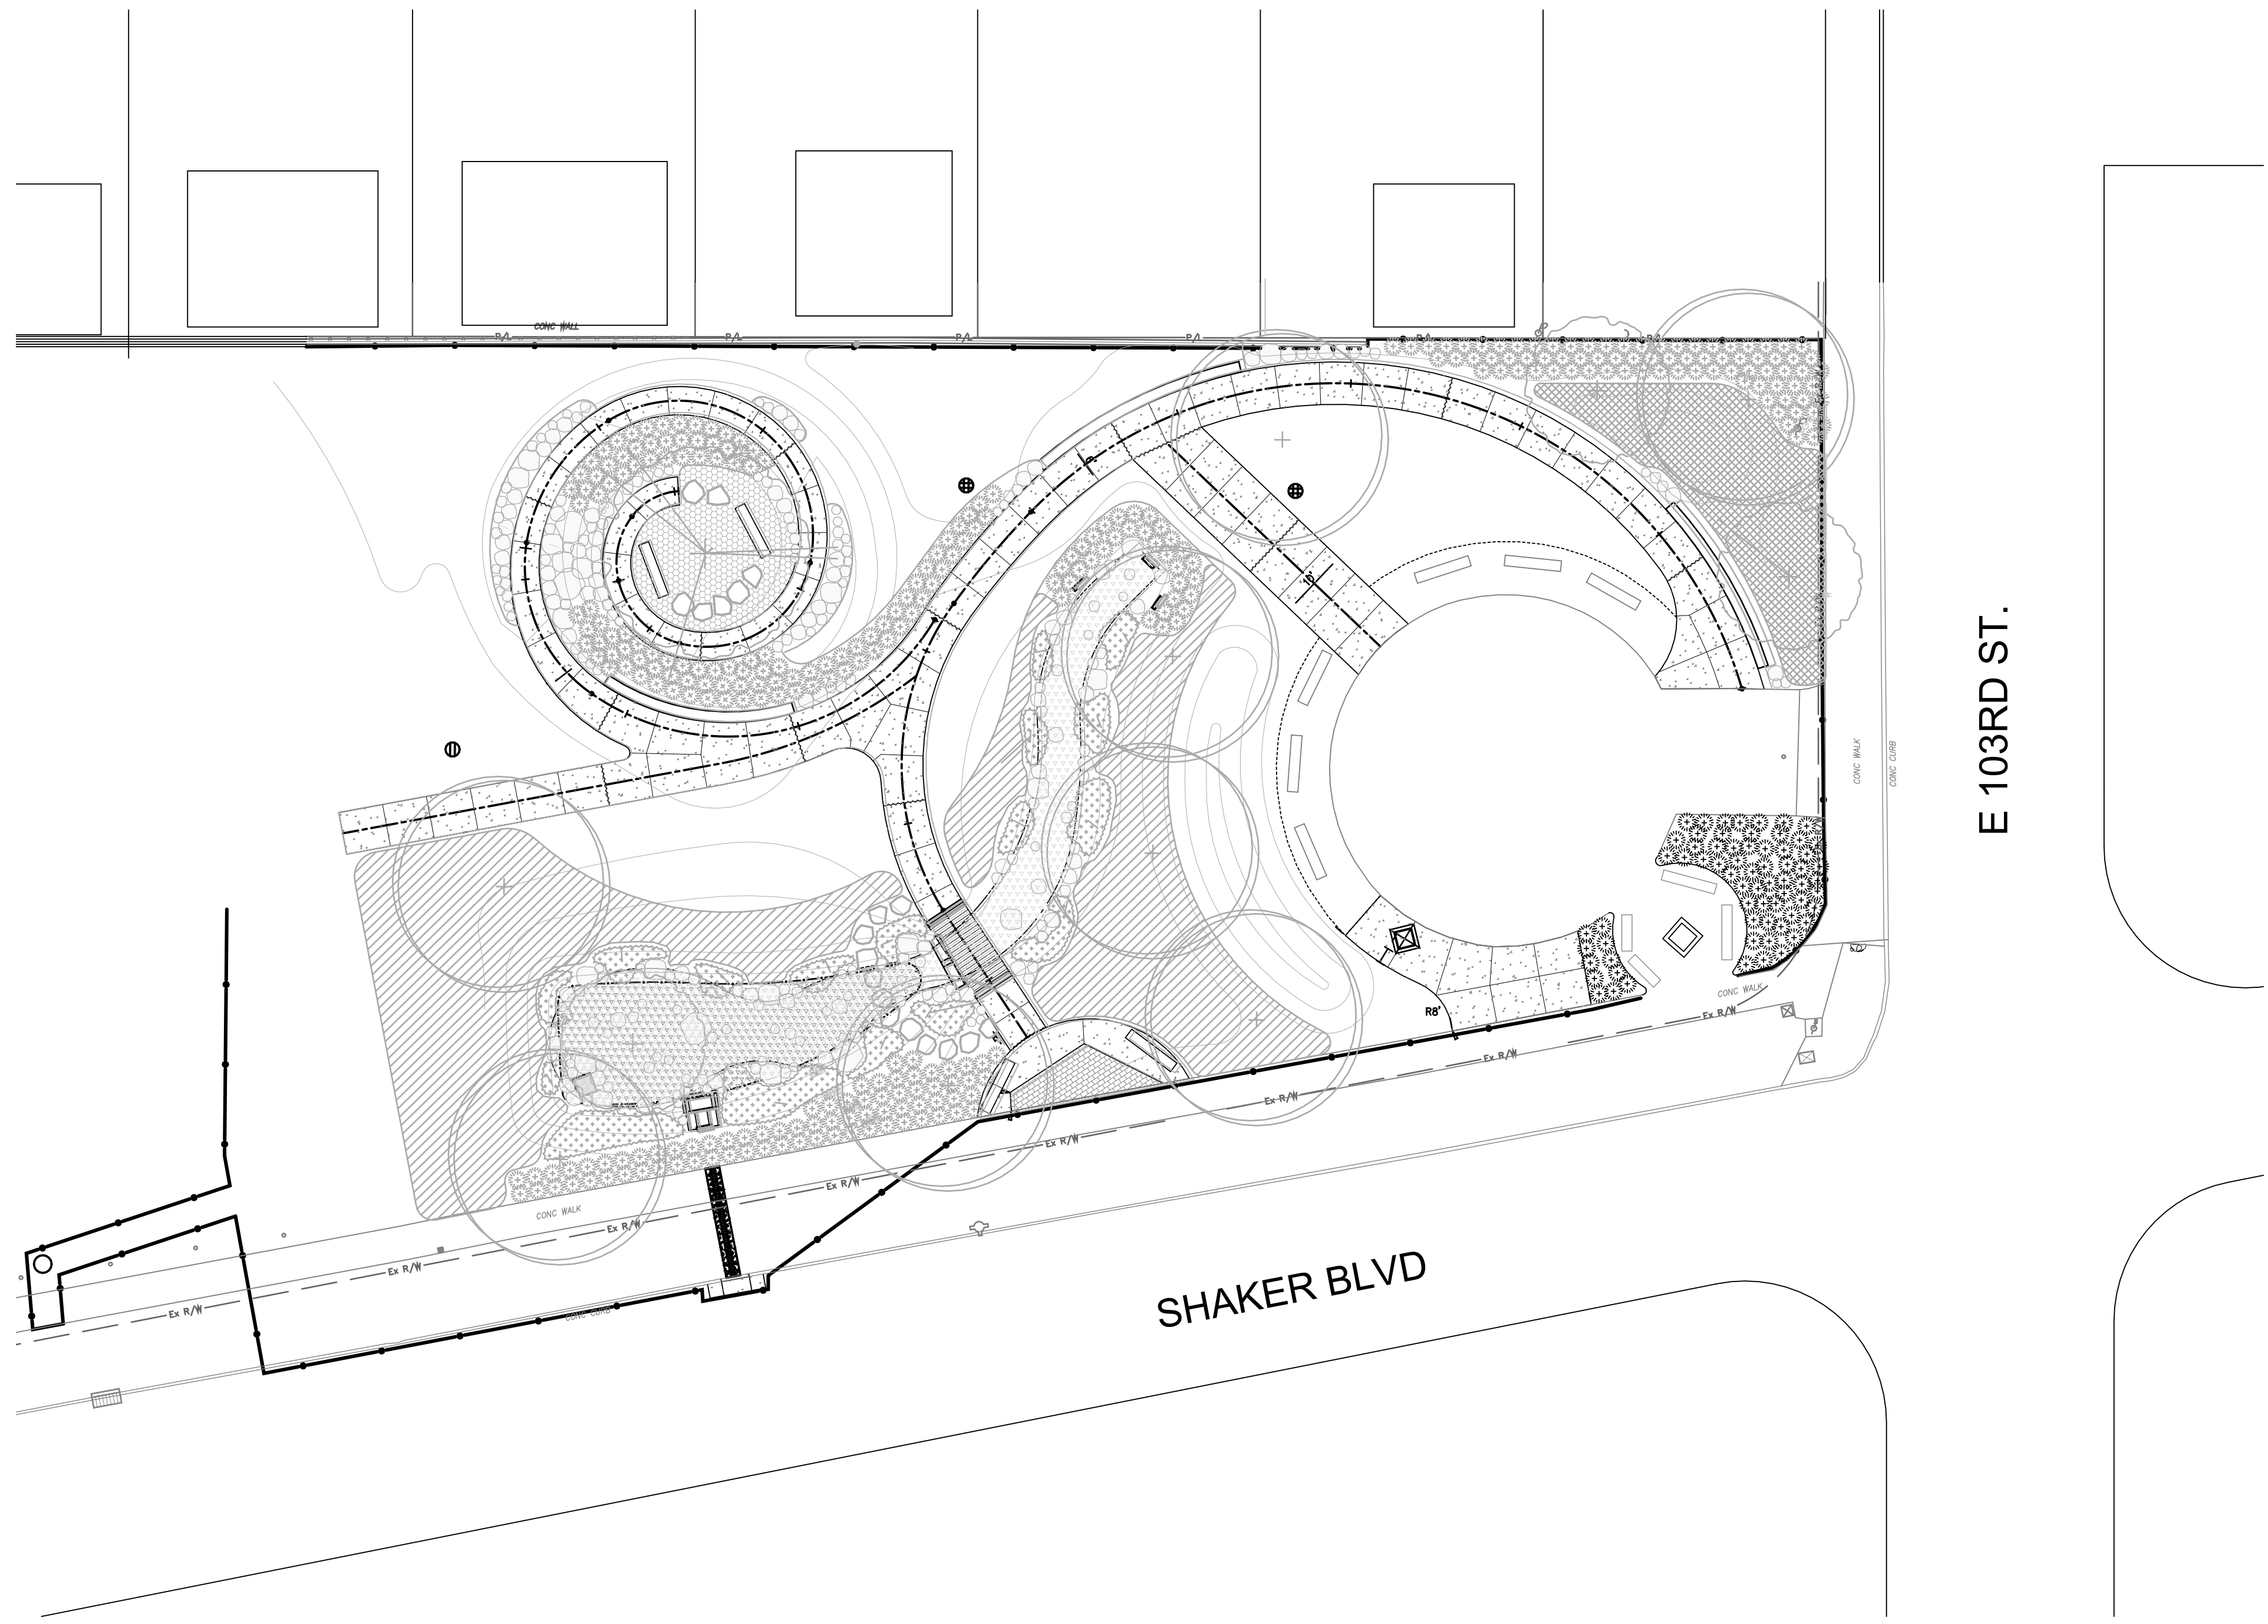 CONC WALL
P/L
P/L
P/L
P/L
P/L
P/L
10'
E 103RD ST.
CONC WALK
CONC CURB
CONC WALK
R8'
Ex R/W
Ex R/W
Ex R/W
Ex R/W
Ex R/W
Ex R/W
Ex R/W
Ex R/W
CONC WALK
CONC CURB
SHAKER BLVD